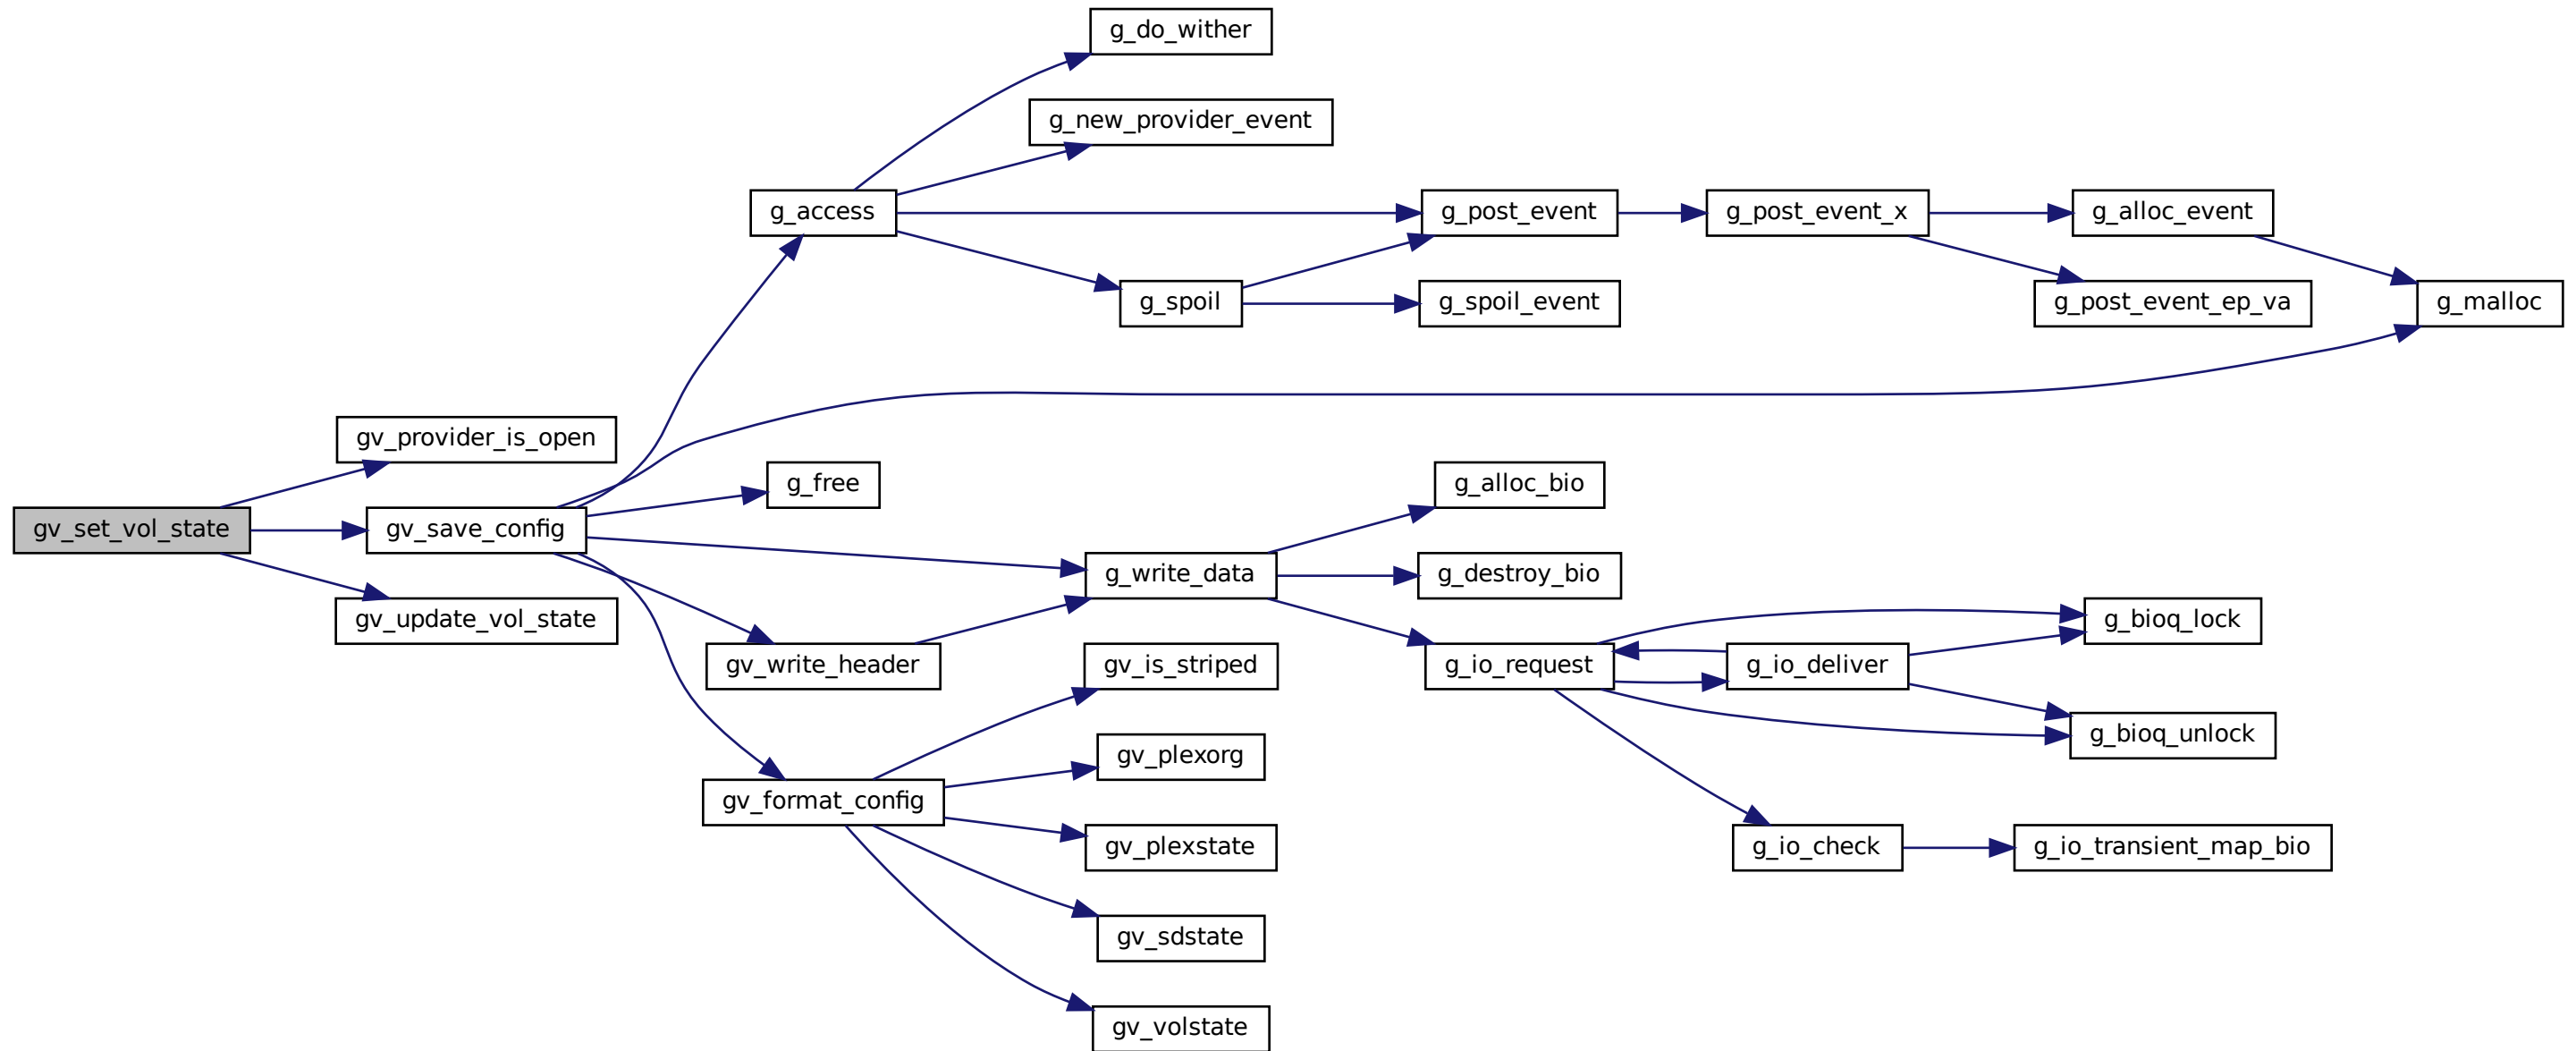 g_do_wither
g_new_provider_event
g_access
g_post_event
g_post_event_x
g_alloc_event
g_spoil
g_spoil_event
g_post_event_ep_va
g_malloc
gv_provider_is_open
g_free
g_alloc_bio
gv_set_vol_state
gv_save_config
g_write_data
g_destroy_bio
gv_update_vol_state
g_bioq_lock
gv_write_header
gv_is_striped
g_io_request
g_io_deliver
g_bioq_unlock
gv_plexorg
gv_format_config
gv_plexstate
g_io_check
g_io_transient_map_bio
gv_sdstate
gv_volstate